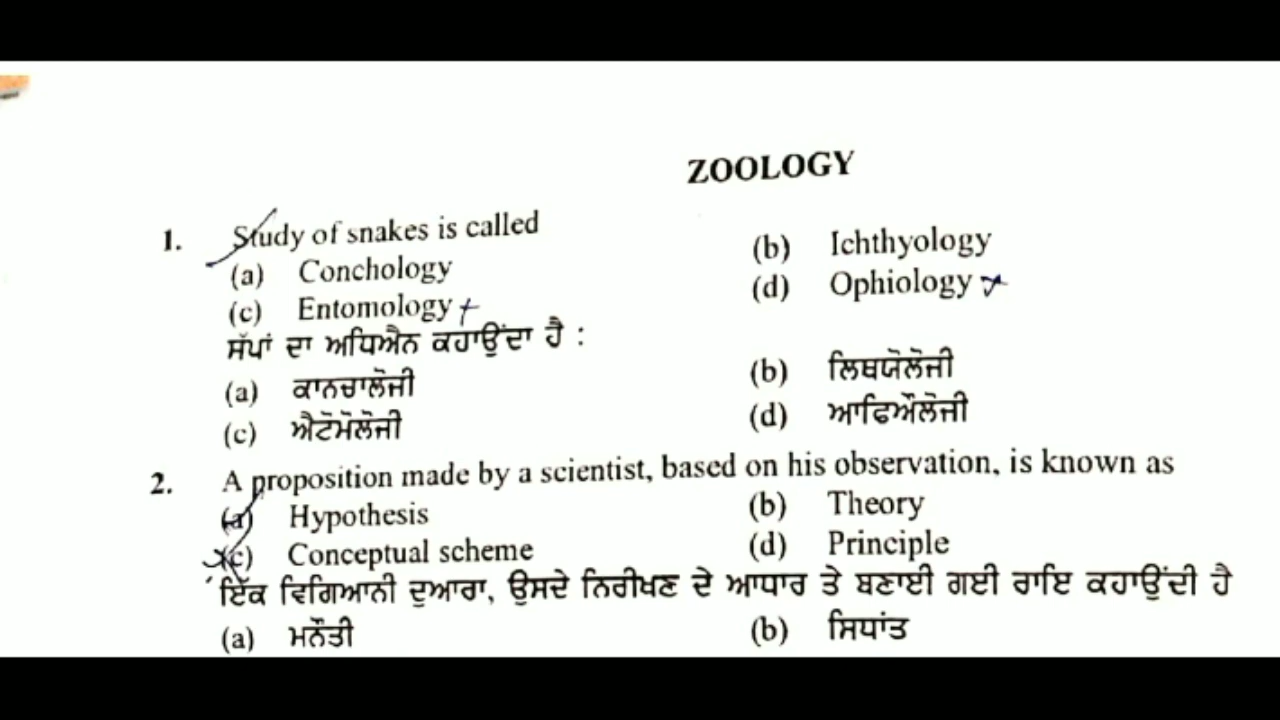 ZOOLOGY
1. Study of snakes is called
(a) Conchology (b) Ichthyology
(c) Entomology (d) Ophiology
ਸੱਪਾਂ ਦਾ ਅਧਿਐਨ ਕਹਾਉਂਦਾ ਹੈ :
(a) ਕਾਨਚਾਲੋਜੀ (b) ਲਿਥਯੋਲੋਜੀ
(c) ਐਟੋਮੋਲੋਜੀ (d) ਆਫਿਔਲੋਜੀ
2. A proposition made by a scientist, based on his observation, is known as
(a) Hypothesis (b) Theory
(c) Conceptual scheme (d) Principle
ਇੱਕ ਵਿਗਿਆਨੀ ਦੁਆਰਾ, ਉਸਦੇ ਨਿਰੀਖਣ ਦੇ ਆਧਾਰ ਤੇ ਬਣਾਈ ਗਈ ਰਾਇ ਕਹਾਉਂਦੀ ਹੈ
(a) ਮਨੌਤੀ (b) ਸਿਧਾਂਤ